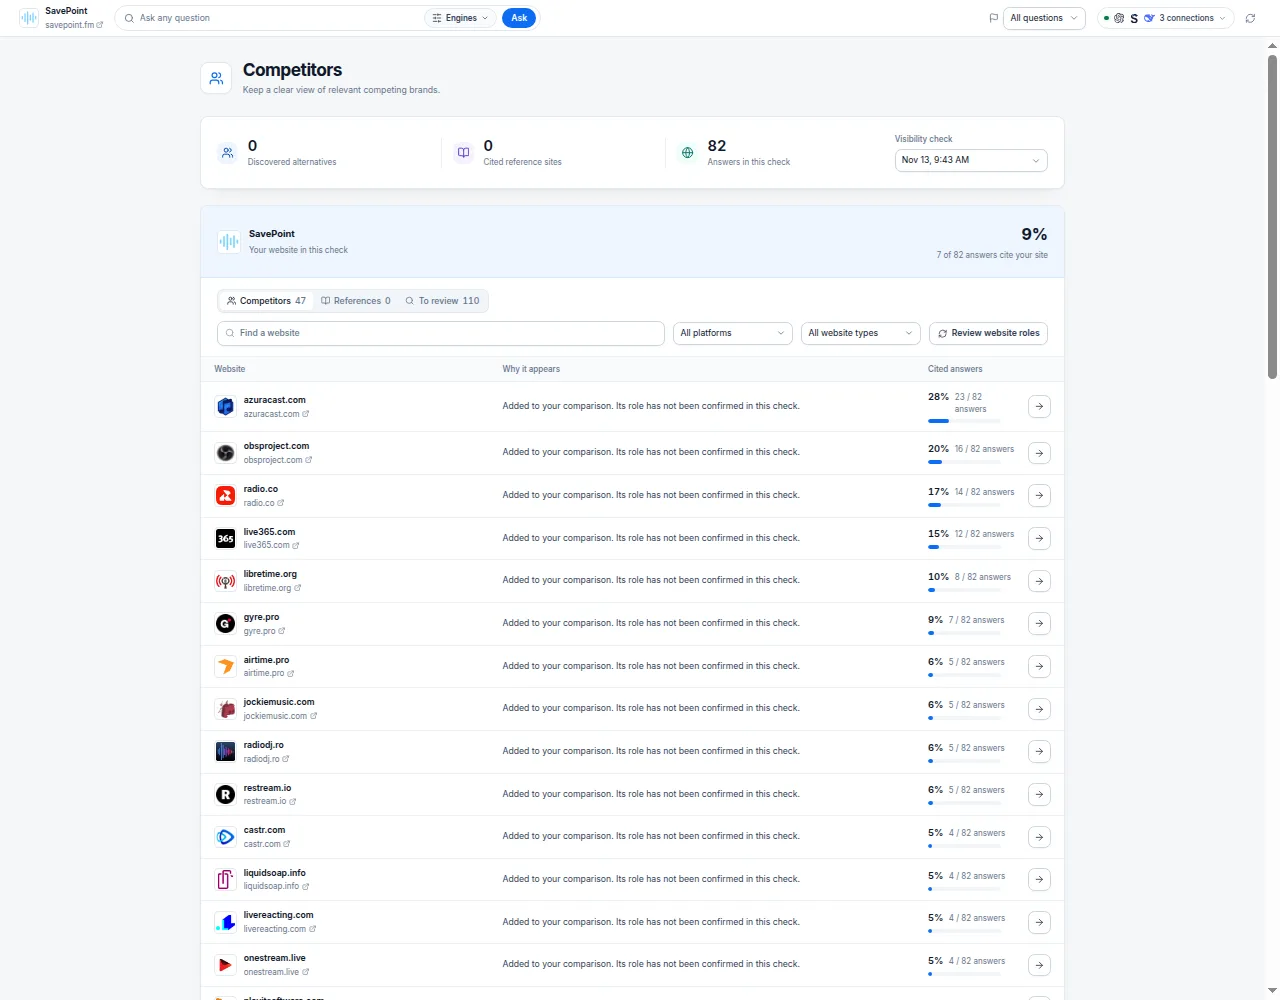 SavePoint
savepoint.fm
Ask any question
Engines
Ask
All questions
3 connections
Competitors
Keep a clear view of relevant competing brands.
0
Discovered alternatives
0
Cited reference sites
82
Answers in this check
Visibility check
Nov 13, 9:43 AM
SavePoint
Your website in this check
9%
7 of 82 answers cite your site
Competitors 47
References 0
To review 110
Find a website
All platforms
All website types
Review website roles
Website
Why it appears
Cited answers
azuracast.com
azuracast.com
Added to your comparison. Its role has not been confirmed in this check.
28% 23 / 82 answers
obsproject.com
obsproject.com
Added to your comparison. Its role has not been confirmed in this check.
20% 16 / 82 answers
radio.co
radio.co
Added to your comparison. Its role has not been confirmed in this check.
17% 14 / 82 answers
365
live365.com
live365.com
Added to your comparison. Its role has not been confirmed in this check.
15% 12 / 82 answers
libretime.org
libretime.org
Added to your comparison. Its role has not been confirmed in this check.
10% 8 / 82 answers
G
gyre.pro
gyre.pro
Added to your comparison. Its role has not been confirmed in this check.
9% 7 / 82 answers
airtime.pro
airtime.pro
Added to your comparison. Its role has not been confirmed in this check.
6% 5 / 82 answers
jockiemusic.com
jockiemusic.com
Added to your comparison. Its role has not been confirmed in this check.
6% 5 / 82 answers
radiodj.ro
radiodj.ro
Added to your comparison. Its role has not been confirmed in this check.
6% 5 / 82 answers
R
restream.io
restream.io
Added to your comparison. Its role has not been confirmed in this check.
6% 5 / 82 answers
castr.com
castr.com
Added to your comparison. Its role has not been confirmed in this check.
5% 4 / 82 answers
liquidsoap.info
liquidsoap.info
Added to your comparison. Its role has not been confirmed in this check.
5% 4 / 82 answers
livereacting.com
livereacting.com
Added to your comparison. Its role has not been confirmed in this check.
5% 4 / 82 answers
onestream.live
onestream.live
Added to your comparison. Its role has not been confirmed in this check.
5% 4 / 82 answers